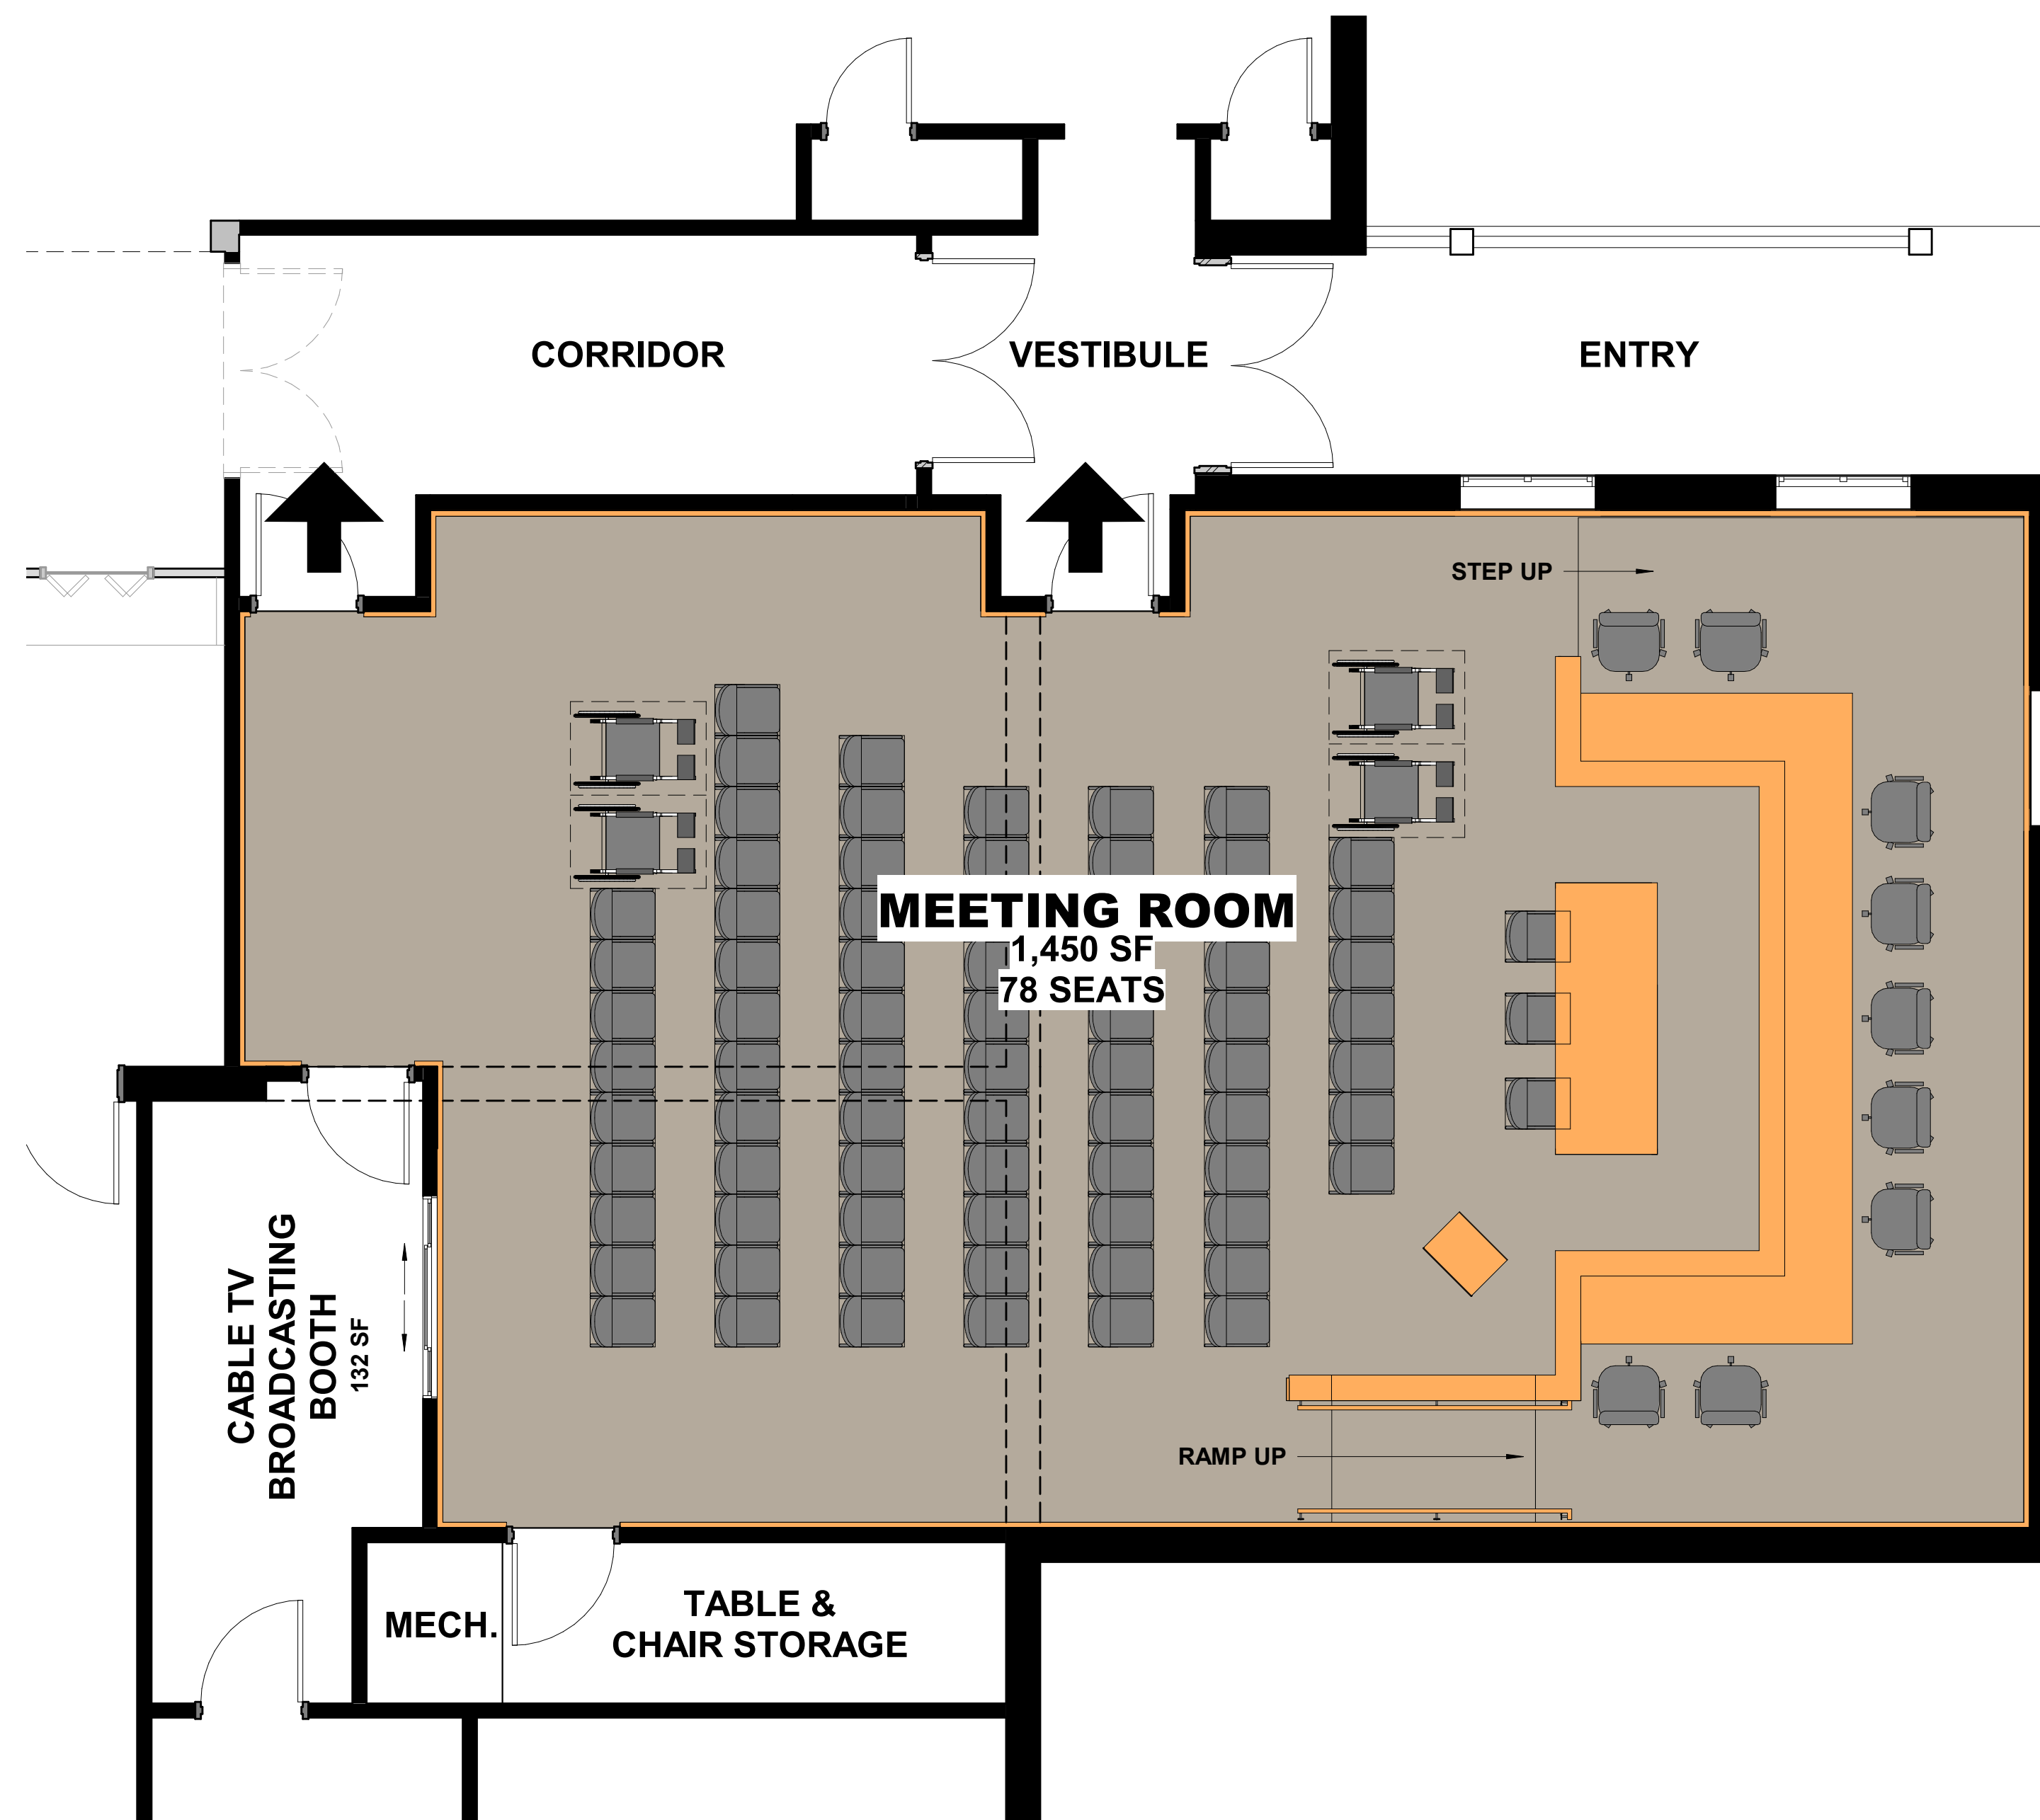 CORRIDOR
VESTIBULE
ENTRY
STEP UP
MEETING ROOM
1,450 SF
78 SEATS
CABLE TV
BROADCASTING
BOOTH
132 SF
RAMP UP
MECH.
TABLE &
CHAIR STORAGE